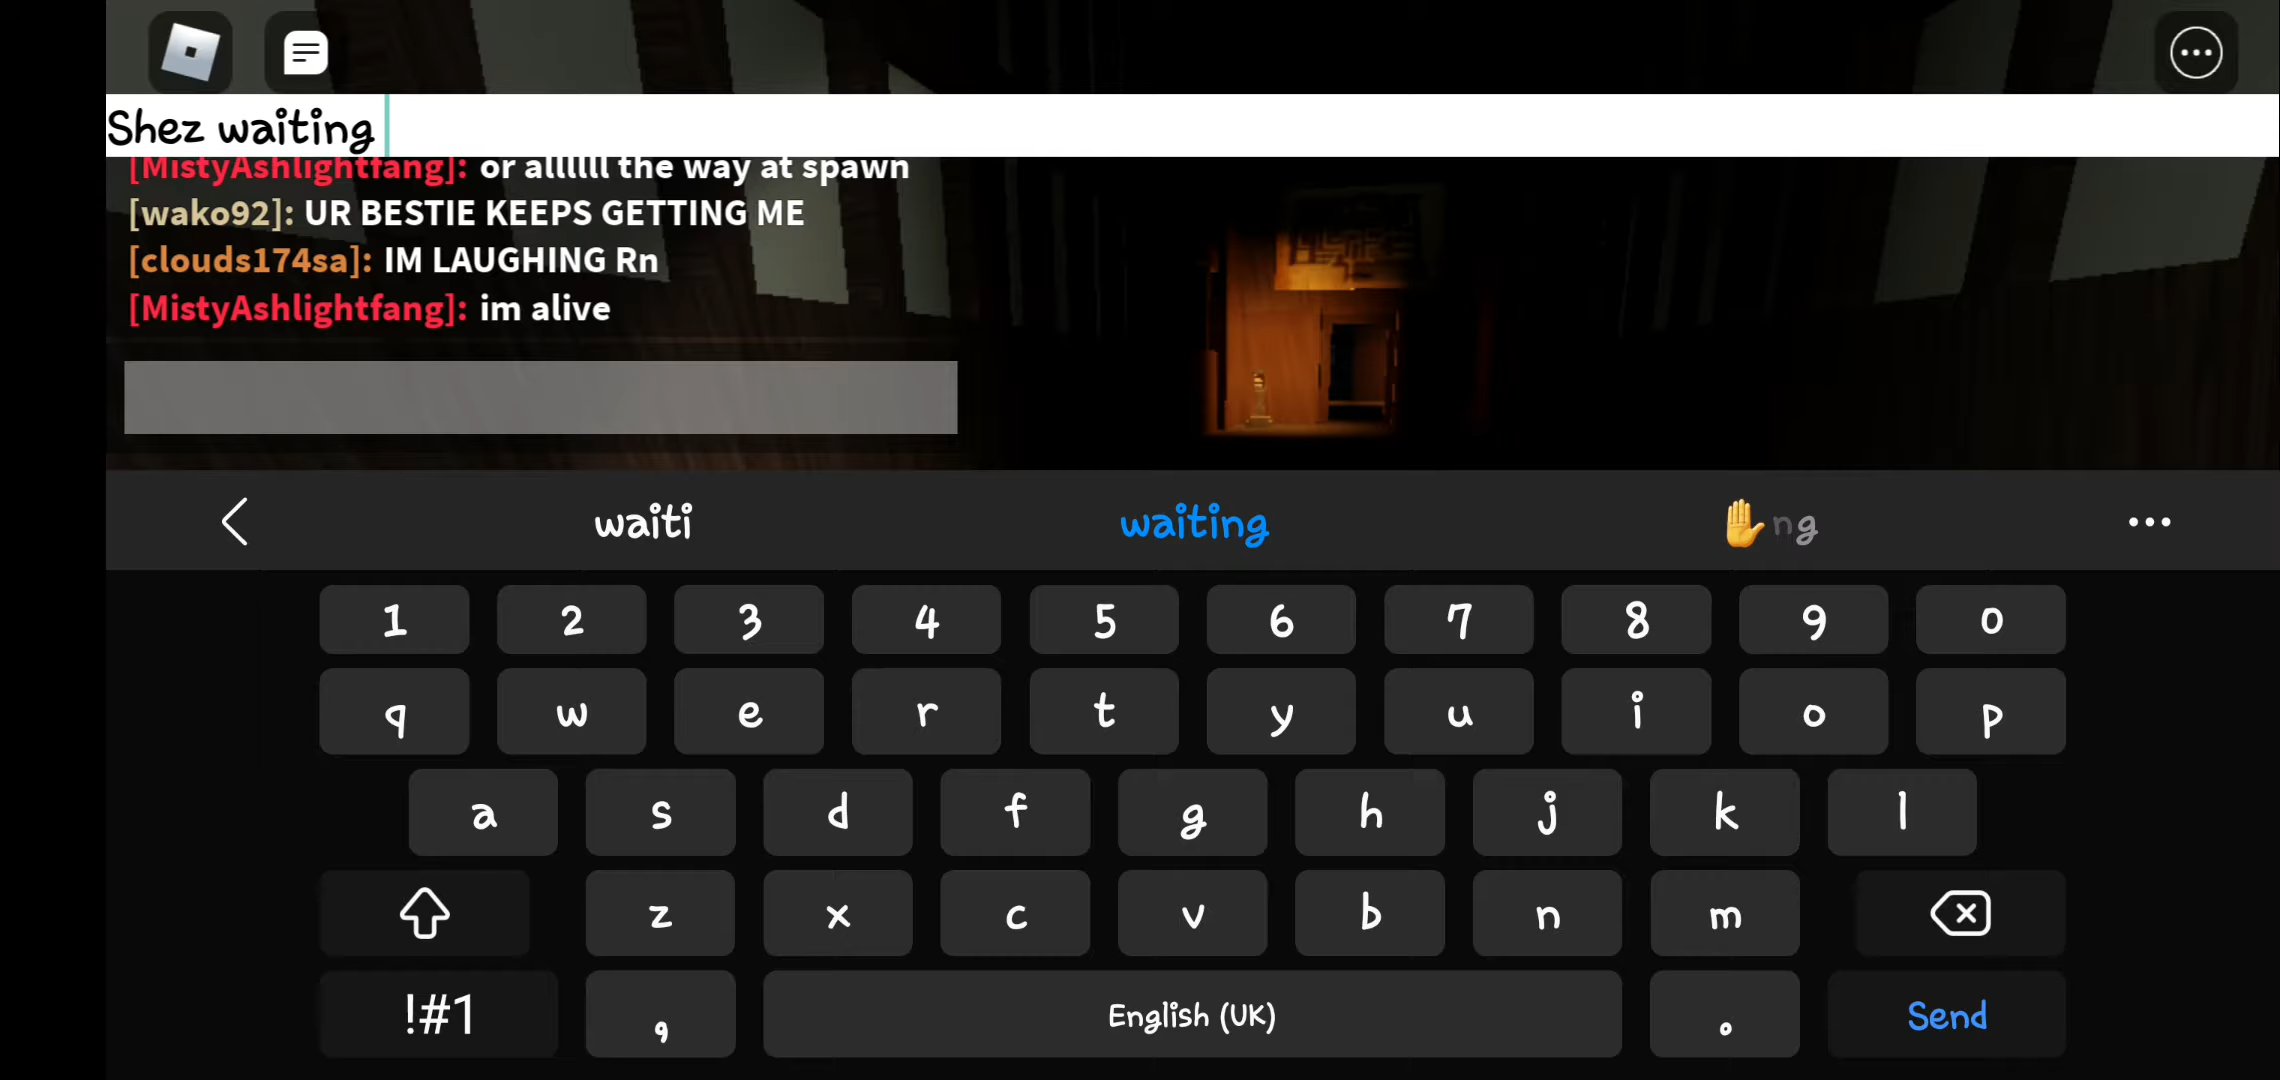 Shez waiting
[MistyAshlightfang]: or allllll the way at spawn
[wako92]: UR BESTIE KEEPS GETTING ME
[clouds174sa]: IM LAUGHING Rn
[MistyAshlightfang]: im alive
waiti waiting ✋ng
1 2 3 4 5 6 7 8 9 0
q w e r t y u i o p
a s d f g h j k l
z x c v b n m
!#1 , English (UK) . Send